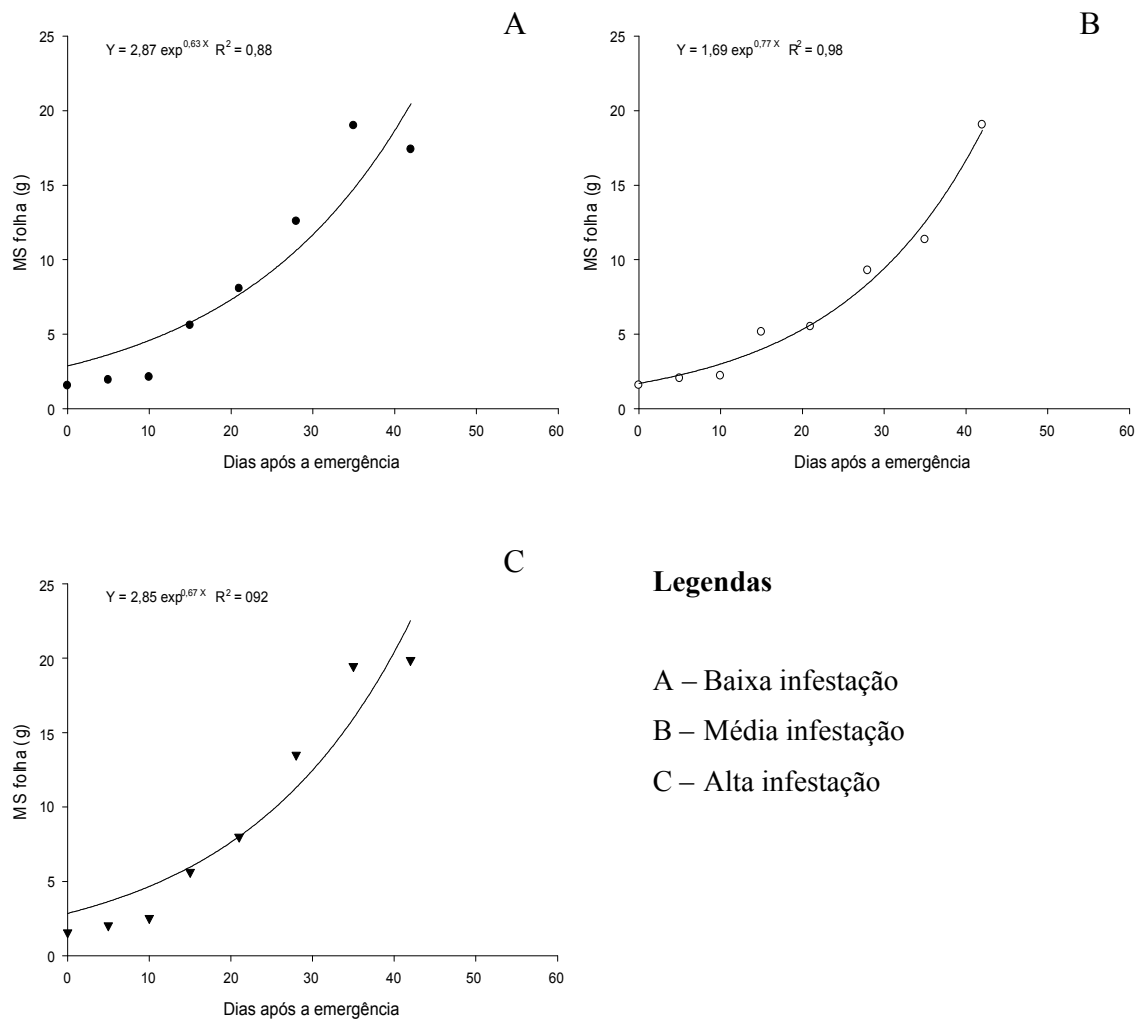 A
Y = 2,87 exp^0,63 X R^2 = 0,88
25
20
15
10
5
0
MS folha (g)
0 10 20 30 40 50 60
Dias após a emergência
B
Y = 1,69 exp^0,77 X R^2 = 0,98
25
20
15
10
5
0
MS folha (g)
0 10 20 30 40 50 60
Dias após a emergência
C
Y = 2,85 exp^0,67 X R^2 = 092
25
20
15
10
5
0
MS folha (g)
0 10 20 30 40 50 60
Dias após a emergência
Legendas
A – Baixa infestação
B – Média infestação
C – Alta infestação